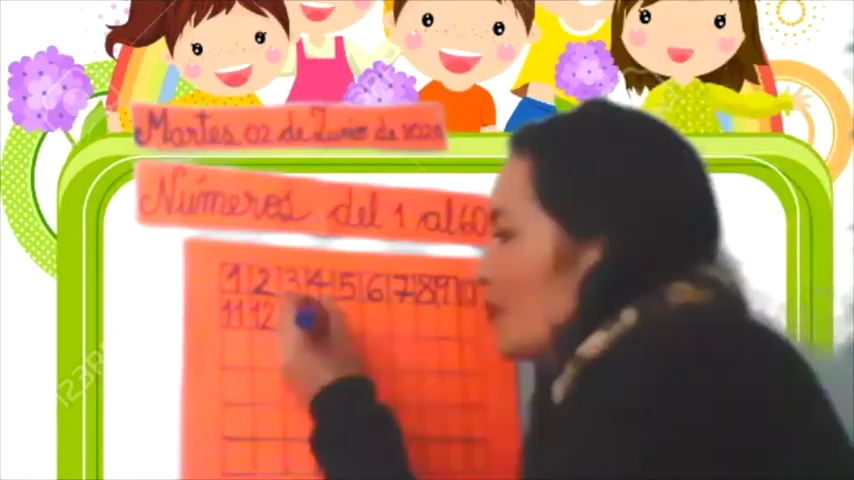 Martes 02 de Junio de 2020
Números del 1 al 60
1 2 3 4 5 6 7 8 9 10
11 12
123R